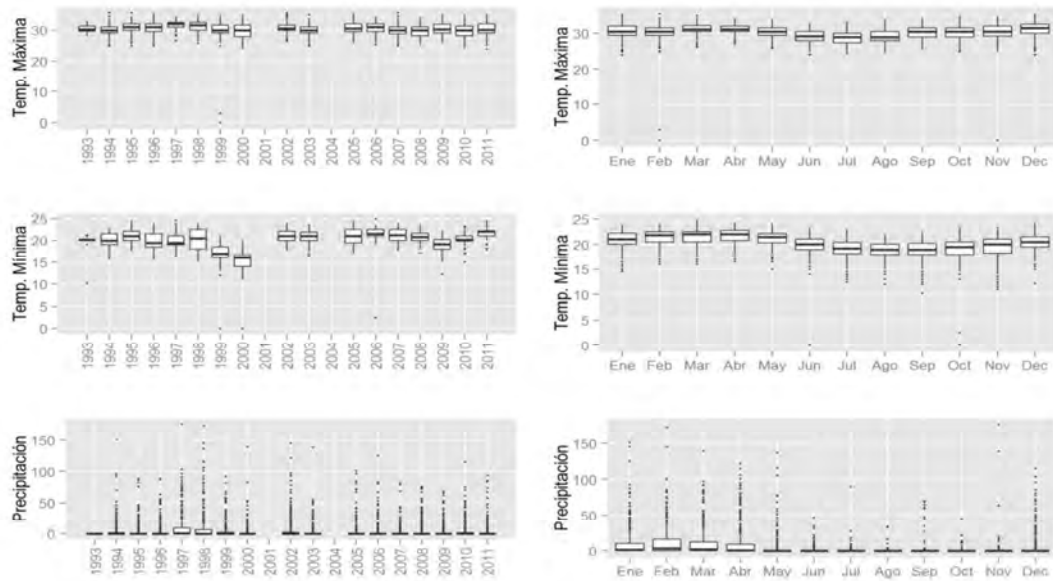 Temp. Máxima
30
20
10
0
1993 1994 1995 1996 1997 1998 1999 2000 2001 2002 2003 2005 2006 2007 2008 2009 2010 2011
Temp. Máxima
30
20
10
0
Ene Feb Mar Abr May Jun Jul Ago Sep Oct Nov Dec
Temp. Mínima
25
20
15
10
5
0
1993 1994 1995 1996 1997 1998 1999 2000 2001 2002 2003 2005 2006 2007 2008 2009 2010 2011
Temp. Mínima
25
20
15
10
5
0
Ene Feb Mar Abr May Jun Jul Ago Sep Oct Nov Dec
Precipitación
150
100
50
0
1993 1994 1995 1996 1997 1998 1999 2000 2001 2002 2003 2004 2005 2006 2007 2008 2009 2010 2011
Precipitación
150
100
50
0
Ene Feb Mar Abr May Jun Jul Ago Sep Oct Nov Dec